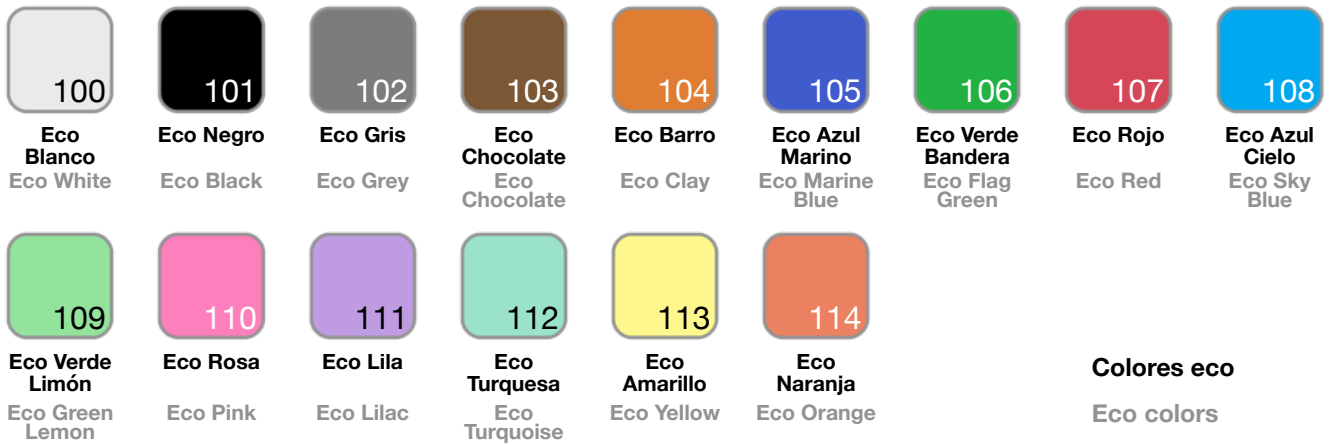 100
101
102
103
104
105
106
107
108
Eco
Blanco
Eco White
Eco Negro
Eco Black
Eco Gris
Eco Grey
Eco
Chocolate
Eco
Chocolate
Eco Barro
Eco Clay
Eco Azul
Marino
Eco Marine
Blue
Eco Verde
Bandera
Eco Flag
Green
Eco Rojo
Eco Red
Eco Azul
Cielo
Eco Sky
Blue
109
110
111
112
113
114
Eco Verde
Limón
Eco Green
Lemon
Eco Rosa
Eco Pink
Eco Lila
Eco Lilac
Eco
Turquesa
Eco
Turquoise
Eco
Amarillo
Eco Yellow
Eco
Naranja
Eco Orange
Colores eco
Eco colors